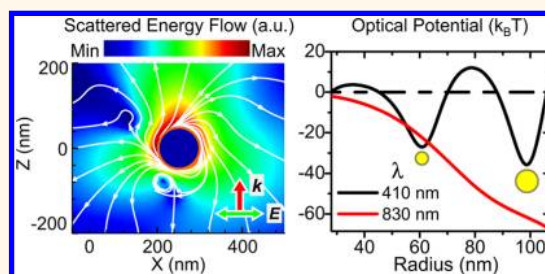 Scattered Energy Flow (a.u.)
Min Max
200
0
-200
Z (nm)
k
E
0 200 400
X (nm)
Optical Potential (kBT)
20
0
-20
-40
-60
λ
410 nm
830 nm
40 60 80 100
Radius (nm)